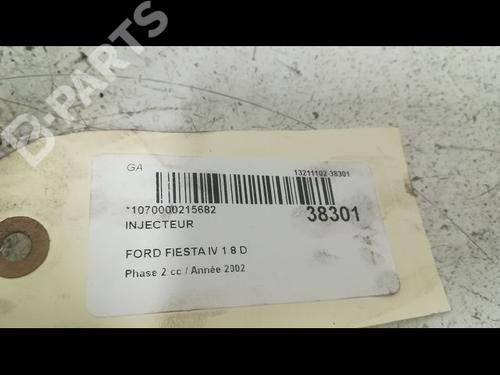 B-PARTS
GA
13211102 38301
*1070000215682
38301
INJECTEUR
FORD FIESTA IV 1 8 D
Phase 2 cc / Année 2002